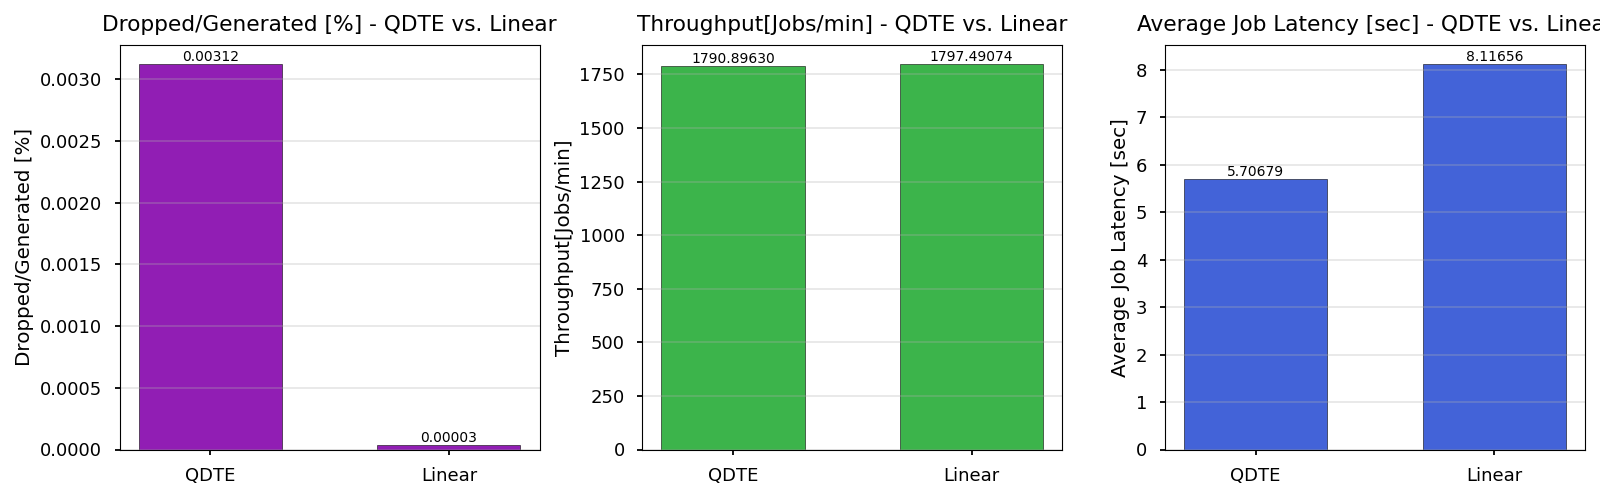 Dropped/Generated [%] - QDTE vs. Linear
Dropped/Generated [%]
0.0030
0.0025
0.0020
0.0015
0.0010
0.0005
0.0000
0.00312
0.00003
QDTE
Linear
Throughput[Jobs/min] - QDTE vs. Linear
Throughput[Jobs/min]
1750
1500
1250
1000
750
500
250
0
1790.89630
1797.49074
QDTE
Linear
Average Job Latency [sec] - QDTE vs. Linea
Average Job Latency [sec]
8
7
6
5
4
3
2
1
0
5.70679
8.11656
QDTE
Linear